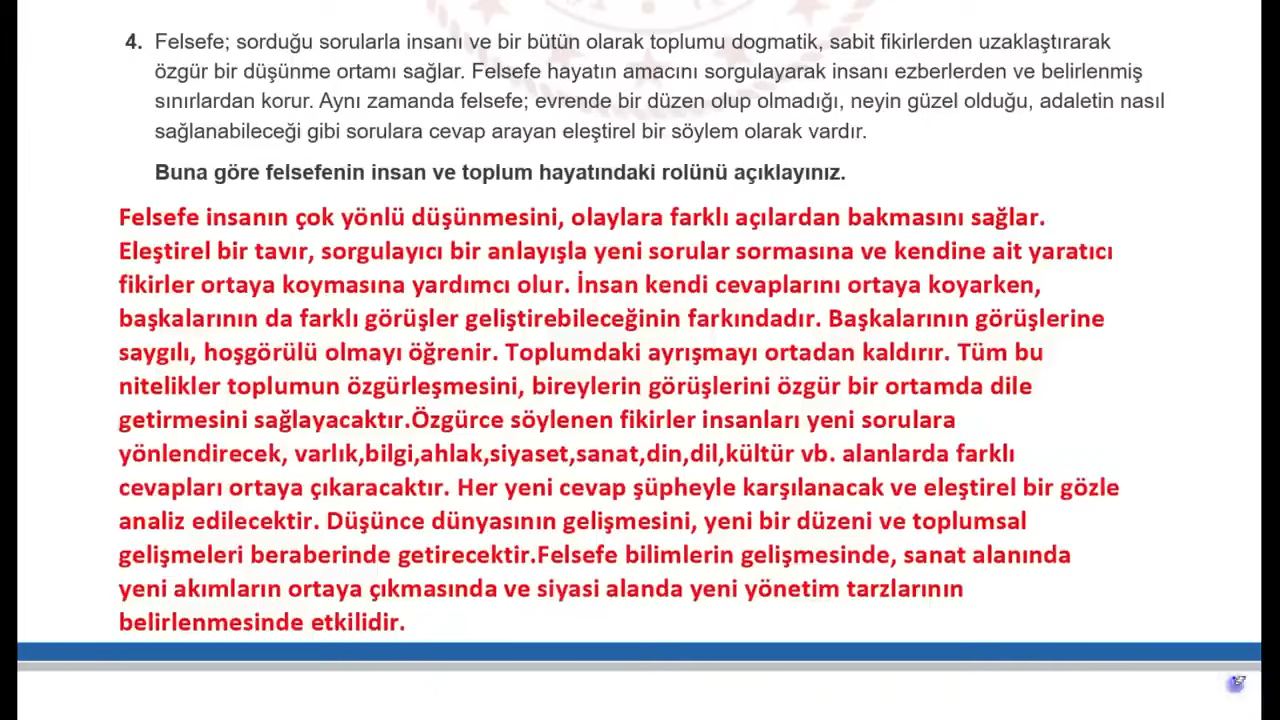 4. Felsefe; sorduğu sorularla insanı ve bir bütün olarak toplumu dogmatik, sabit fikirlerden uzaklaştırarak
özgür bir düşünme ortamı sağlar. Felsefe hayatın amacını sorgulayarak insanı ezberlerden ve belirlenmiş
sınırlardan korur. Aynı zamanda felsefe; evrende bir düzen olup olmadığı, neyin güzel olduğu, adaletin nasıl
sağlanabileceği gibi sorulara cevap arayan eleştirel bir söylem olarak vardır.
Buna göre felsefenin insan ve toplum hayatındaki rolünü açıklayınız.
Felsefe insanın çok yönlü düşünmesini, olaylara farklı açılardan bakmasını sağlar.
Eleştirel bir tavır, sorgulayıcı bir anlayışla yeni sorular sormasına ve kendine ait yaratıcı
fikirler ortaya koymasına yardımcı olur. İnsan kendi cevaplarını ortaya koyarken,
başkalarının da farklı görüşler geliştirebileceğinin farkındadır. Başkalarının görüşlerine
saygılı, hoşgörülü olmayı öğrenir. Toplumdaki ayrışmayı ortadan kaldırır. Tüm bu
nitelikler toplumun özgürleşmesini, bireylerin görüşlerini özgür bir ortamda dile
getirmesini sağlayacaktır.Özgürce söylenen fikirler insanları yeni sorulara
yönlendirecek, varlık,bilgi,ahlak,siyaset,sanat,din,dil,kültür vb. alanlarda farklı
cevapları ortaya çıkaracaktır. Her yeni cevap şüpheyle karşılanacak ve eleştirel bir gözle
analiz edilecektir. Düşünce dünyasının gelişmesini, yeni bir düzeni ve toplumsal
gelişmeleri beraberinde getirecektir.Felsefe bilimlerin gelişmesinde, sanat alanında
yeni akımların ortaya çıkmasında ve siyasi alanda yeni yönetim tarzlarının
belirlenmesinde etkilidir.